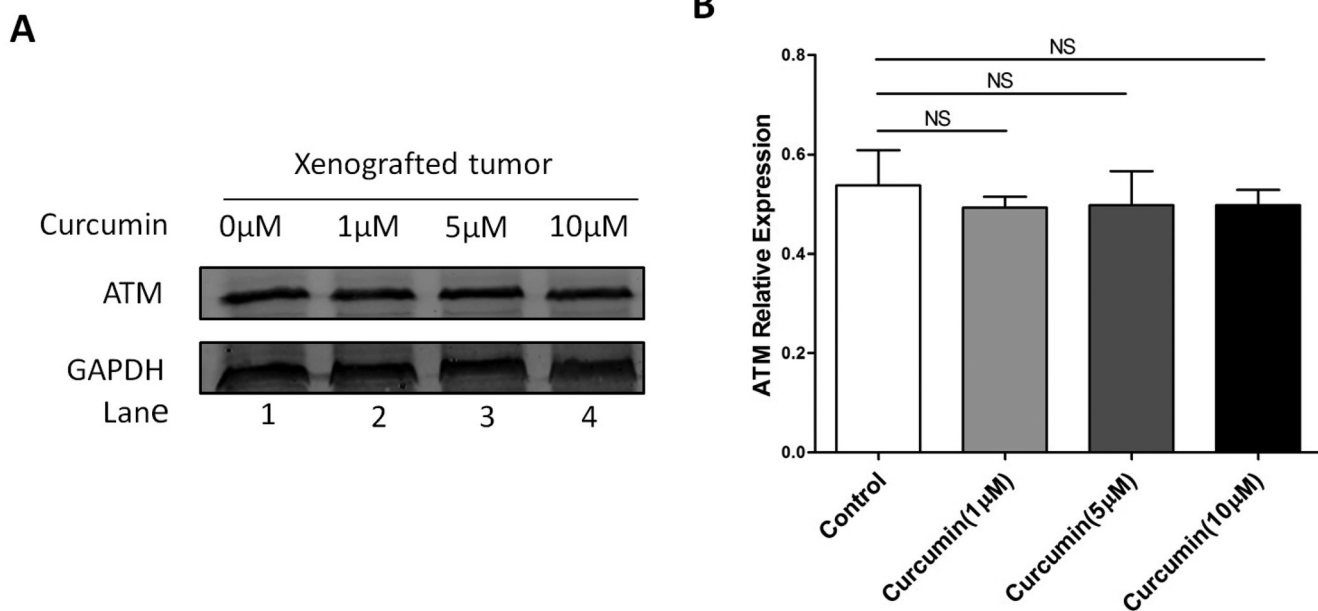 A
Xenografted tumor
Curcumin 0µM 1µM 5µM 10µM
ATM
GAPDH
Lane 1 2 3 4
B
NS
NS
NS
ATM Relative Expression
0.8
0.6
0.4
0.2
0.0
Control
Curcumin(1µM)
Curcumin(5µM)
Curcumin(10µM)